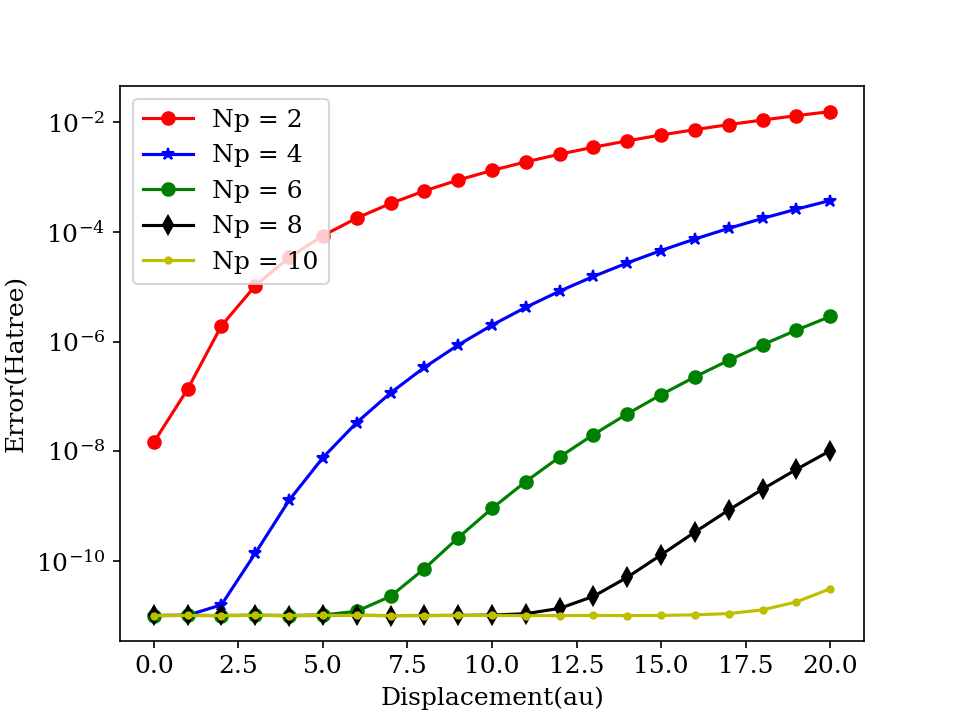 Np = 2
Np = 4
Np = 6
Np = 8
Np = 10
10⁻²
10⁻⁴
10⁻⁶
10⁻⁸
10⁻¹⁰
Error(Hatree)
0.0 2.5 5.0 7.5 10.0 12.5 15.0 17.5 20.0
Displacement(au)